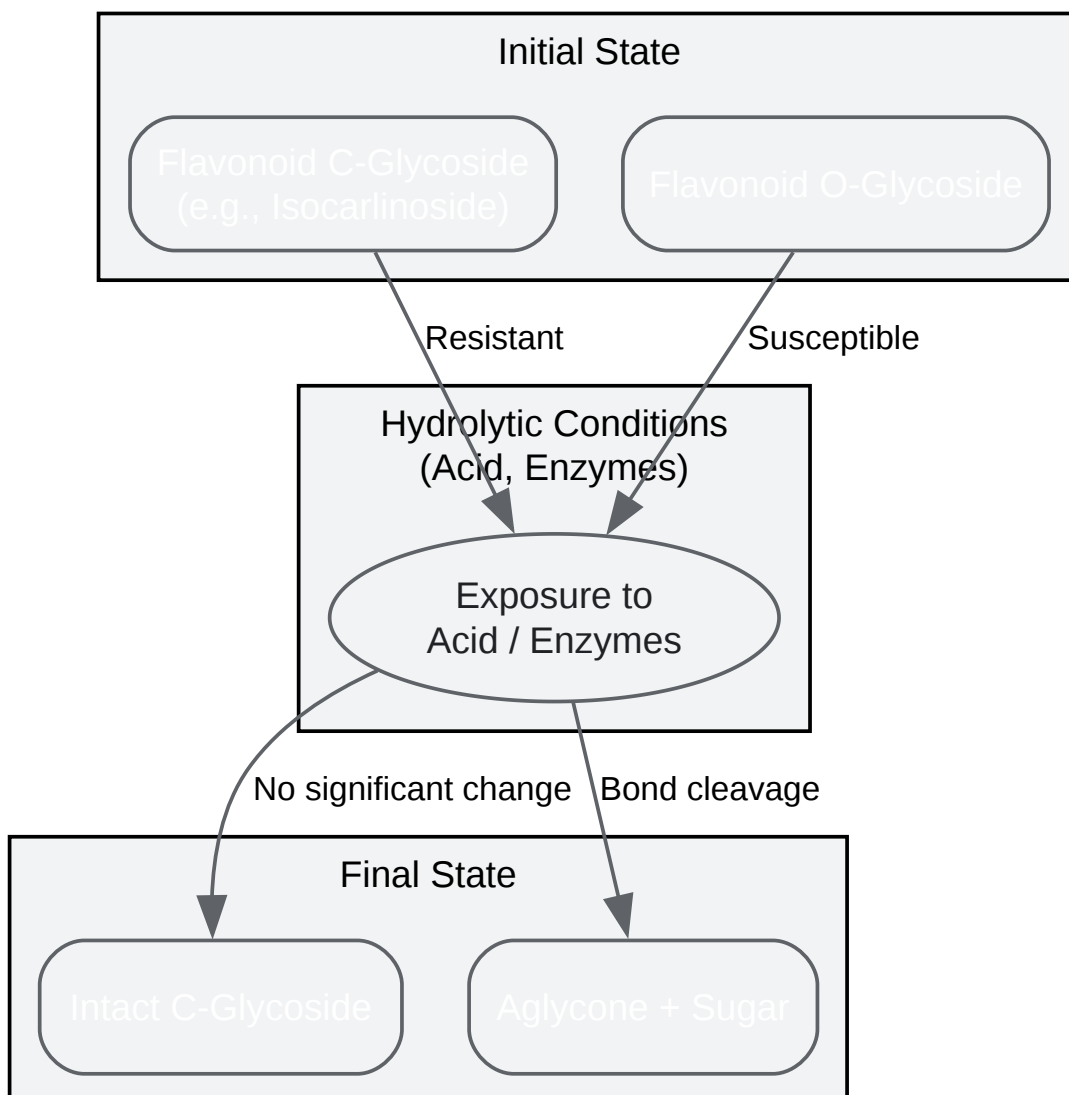 Initial State
Flavonoid C-Glycoside
(e.g., Isocarlinoside)
Flavonoid O-Glycoside
Resistant
Susceptible
Hydrolytic Conditions
(Acid, Enzymes)
Exposure to
Acid / Enzymes
No significant change
Bond cleavage
Final State
Intact C-Glycoside
Aglycone + Sugar